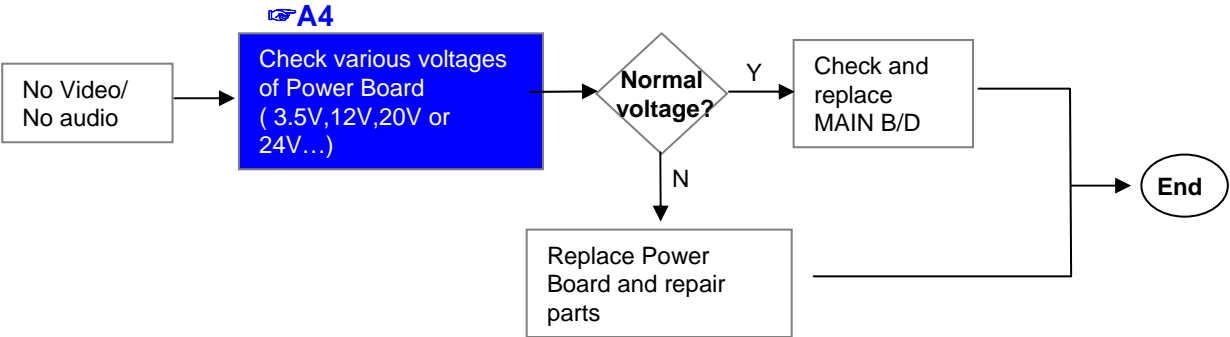 ☞A4
No Video/
No audio
Check various voltages
of Power Board
( 3.5V,12V,20V or
24V…)
Normal
voltage?
Y
Check and
replace
MAIN B/D
End
N
Replace Power
Board and repair
parts